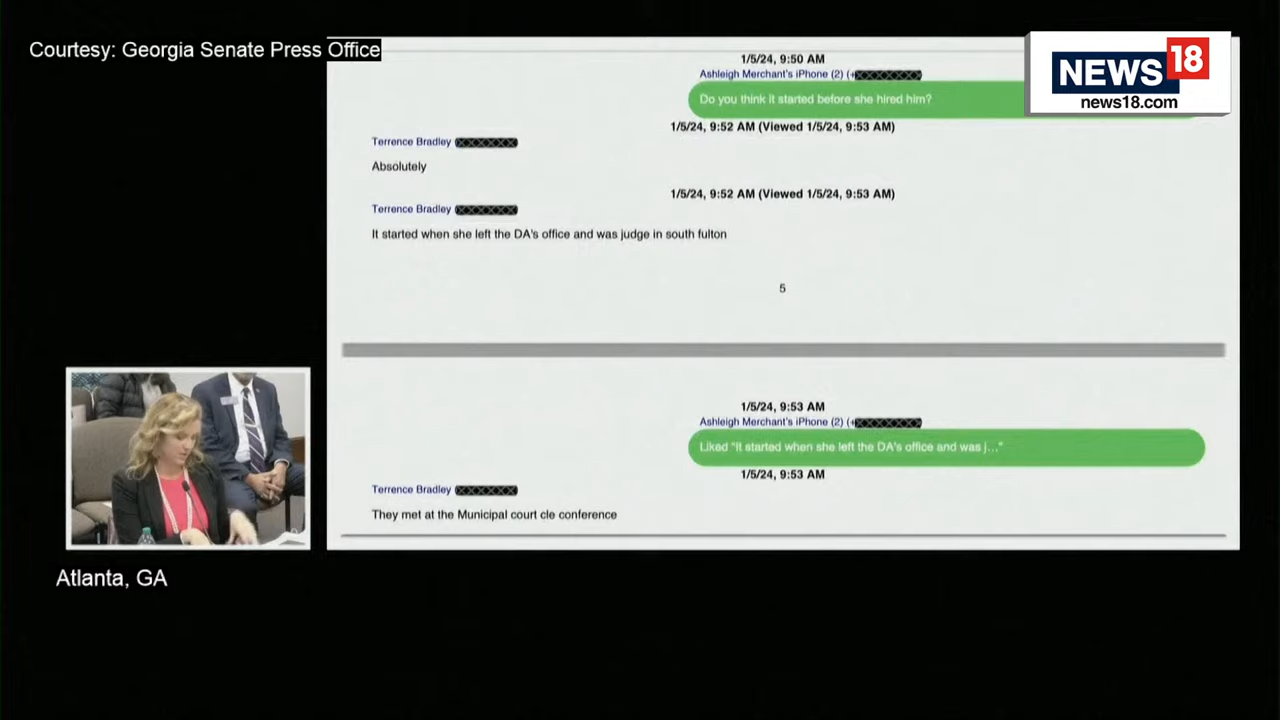 Courtesy: Georgia Senate Press Office
NEWS 18
news18.com
1/5/24, 9:50 AM
Ashleigh Merchant's iPhone (2) (+
Do you think it started before she hired him?
1/5/24, 9:52 AM (Viewed 1/5/24, 9:53 AM)
Terrence Bradley
Absolutely
1/5/24, 9:52 AM (Viewed 1/5/24, 9:53 AM)
Terrence Bradley
It started when she left the DA's office and was judge in south fulton
5
1/5/24, 9:53 AM
Ashleigh Merchant's iPhone (2) (+
Liked "It started when she left the DA's office and was j..."
1/5/24, 9:53 AM
Terrence Bradley
They met at the Municipal court cle conference
Atlanta, GA